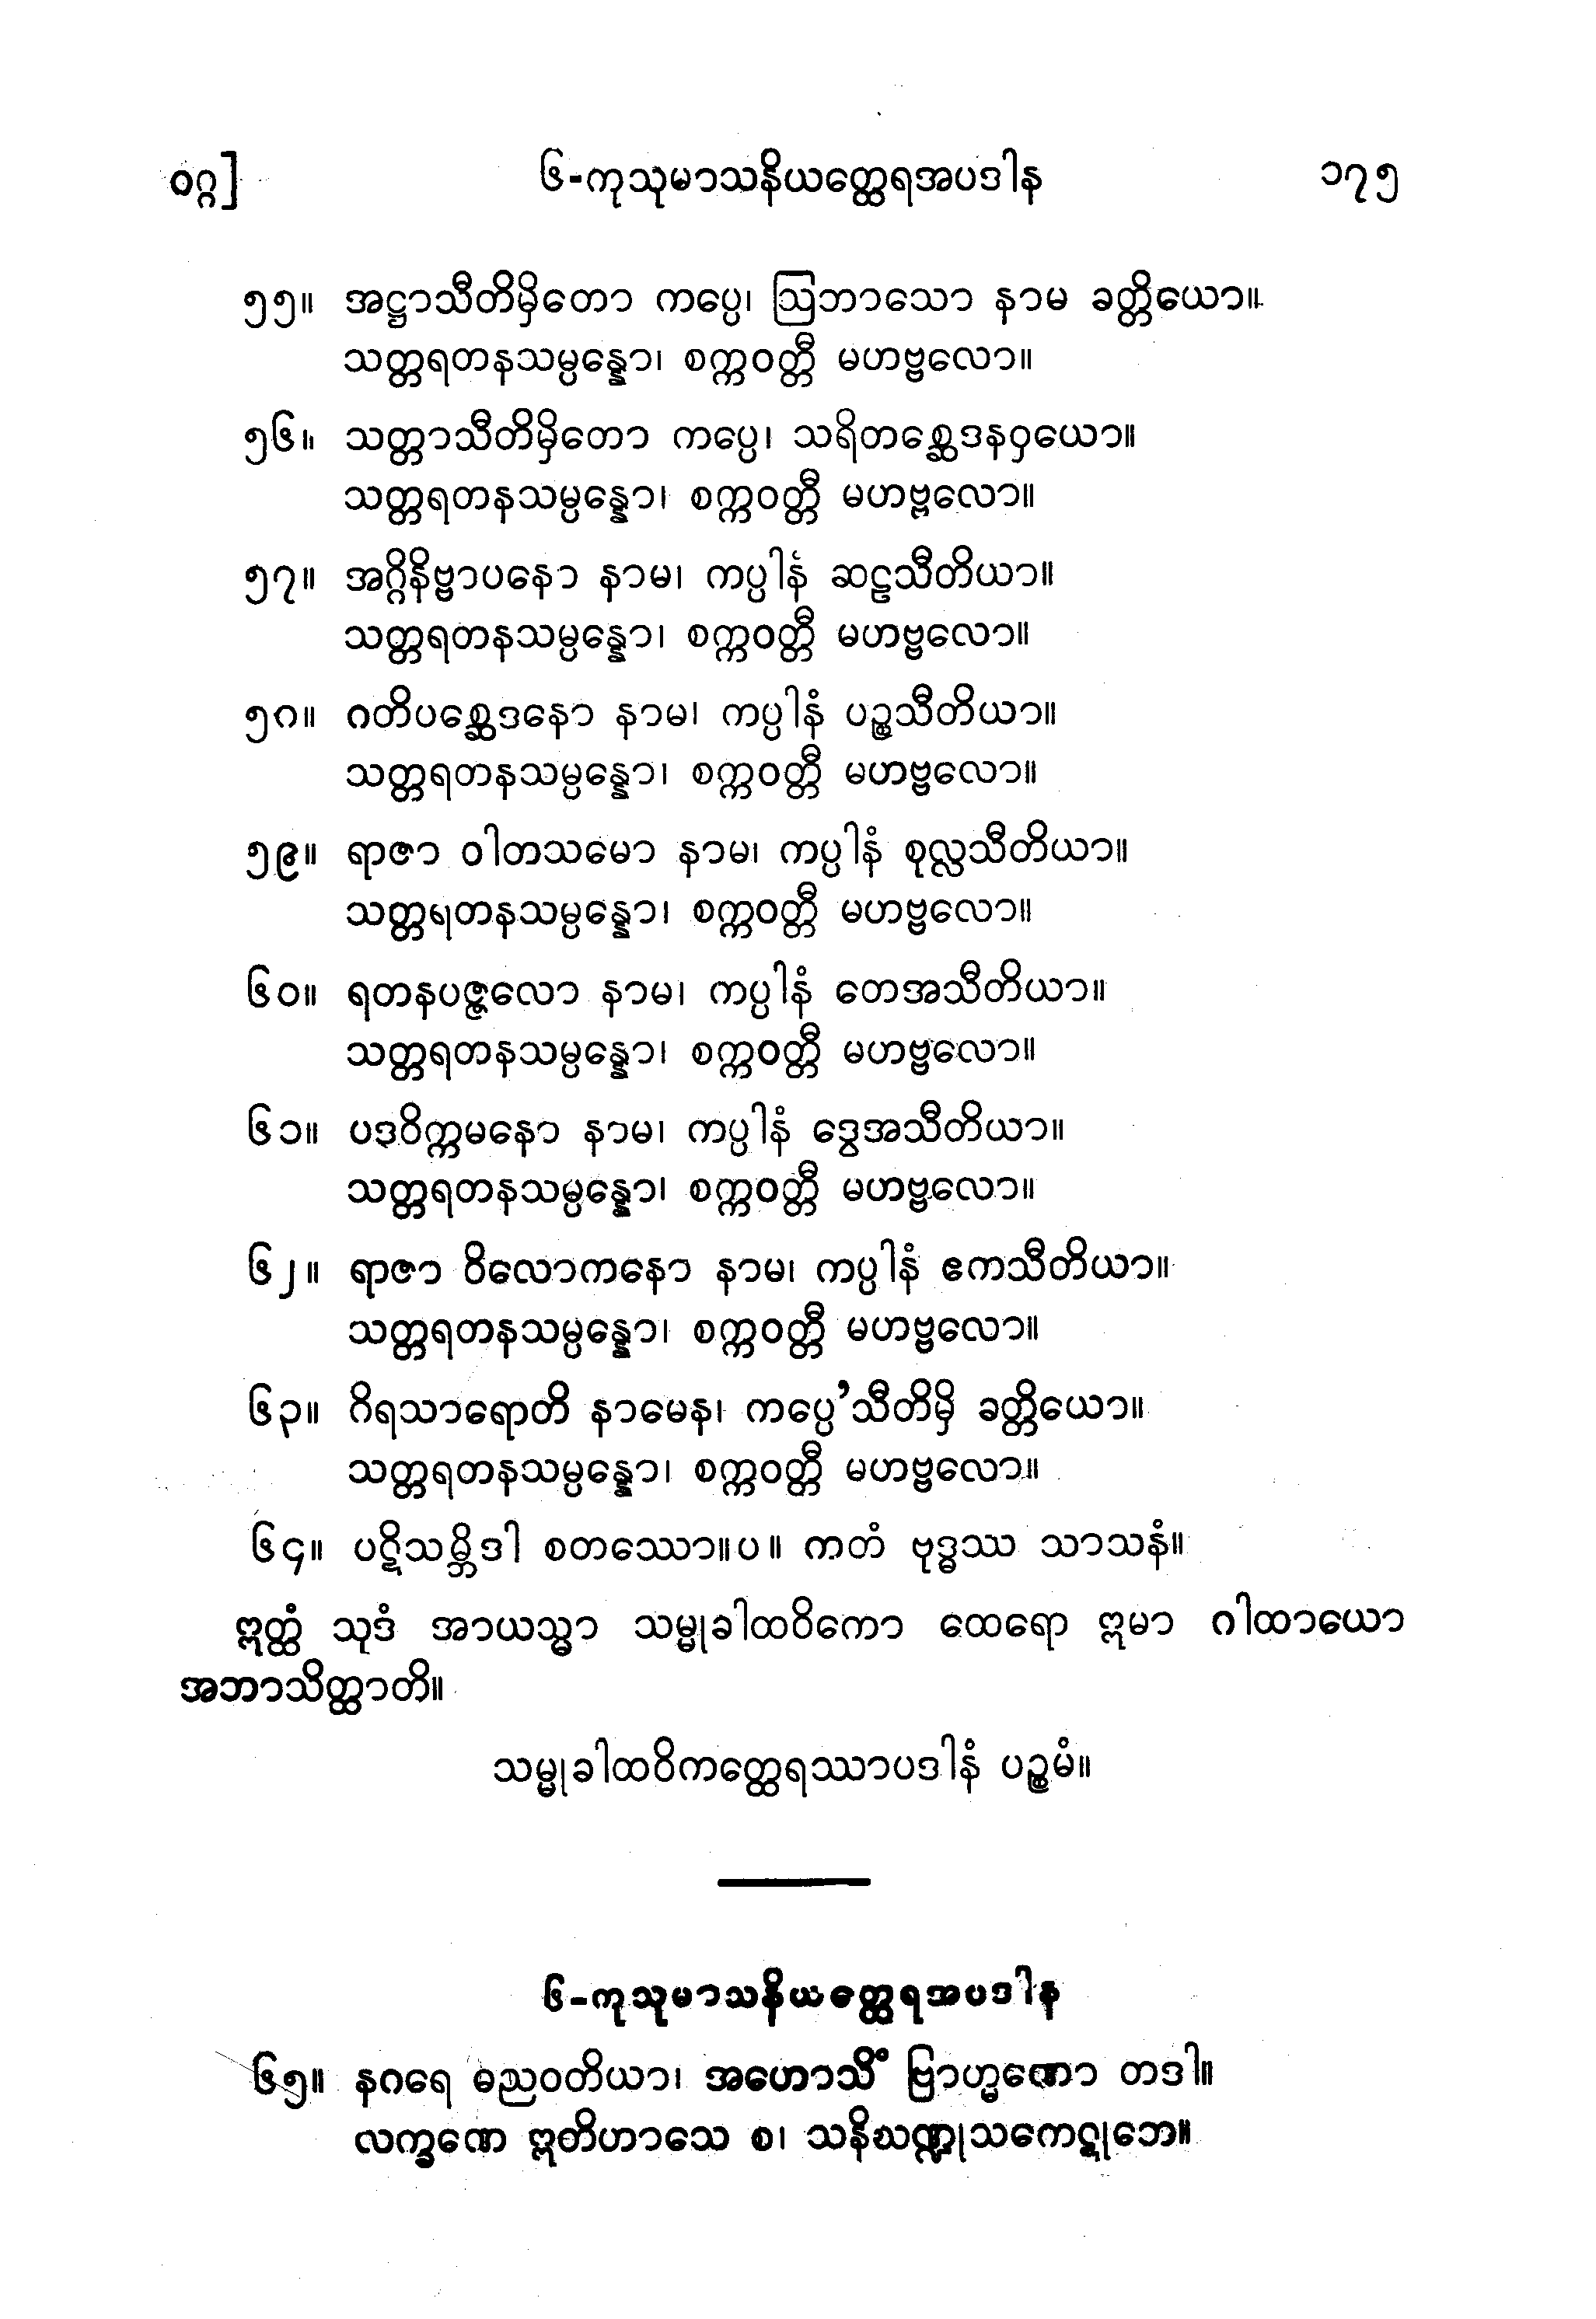 ဝဂ္ဂ] ၆-ကုသုမာသနိယတ္ထေရအပဒါန ၁၇၅
၅၅။ အဋ္ဌာသီတိမှိတော ကပ္ပေ၊ ဩဘာသော နာမ ခတ္တိယော။
သတ္တရတနသမ္ပန္နော၊ စက္ကဝတ္တီ မဟဗ္ဗလော။
၅၆။ သတ္တာသီတိမှိတော ကပ္ပေ၊ သရိတစ္ဆေဒနဝှယော။
သတ္တရတနသမ္ပန္နော၊ စက္ကဝတ္တီ မဟဗ္ဗလော။
၅၇။ အဂ္ဂိနိဗ္ဗာပနော နာမ၊ ကပ္ပါနံ ဆဠသီတိယာ။
သတ္တရတနသမ္ပန္နော၊ စက္ကဝတ္တီ မဟဗ္ဗလော။
၅၈။ ဂတိပစ္ဆေဒနော နာမ၊ ကပ္ပါနံ ပဉ္စသီတိယာ။
သတ္တရတနသမ္ပန္နော၊ စက္ကဝတ္တီ မဟဗ္ဗလော။
၅၉။ ရာဇာ ဝါတသမော နာမ၊ ကပ္ပါနံ စုလ္လသီတိယာ။
သတ္တရတနသမ္ပန္နော၊ စက္ကဝတ္တီ မဟဗ္ဗလော။
၆၀။ ရတနပဇ္ဇလော နာမ၊ ကပ္ပါနံ တေအသီတိယာ။
သတ္တရတနသမ္ပန္နော၊ စက္ကဝတ္တီ မဟဗ္ဗလော။
၆၁။ ပဒဝိက္ကမနော နာမ၊ ကပ္ပါနံ ဒွေအသီတိယာ။
သတ္တရတနသမ္ပန္နော၊ စက္ကဝတ္တီ မဟဗ္ဗလော။
၆၂။ ရာဇာ ဝိလောကနော နာမ၊ ကပ္ပါနံ ဧကသီတိယာ။
သတ္တရတနသမ္ပန္နော၊ စက္ကဝတ္တီ မဟဗ္ဗလော။
၆၃။ ဂိရသာရောတိ နာမေန၊ ကပ္ပေ’သီတိမှိ ခတ္တိယော။
သတ္တရတနသမ္ပန္နော၊ စက္ကဝတ္တီ မဟဗ္ဗလော။
၆၄။ ပဋိသမ္ဘိဒါ စတဿော။ပ။ ကတံ ဗုဒ္ဓဿ သာသနံ။
ဣတ္ထံ သုဒံ အာယသ္မာ သမ္မုခါထဝိကော ထေရော ဣမာ ဂါထာယော
အဘာသိတ္ထာတိ။
သမ္မုခါထဝိကတ္ထေရဿာပဒါနံ ပဉ္စမံ။
၆-ကုသုမာသနိယတ္ထေရအပဒါန
၆၅။ နဂရေ ဓညဝတိယာ၊ အဟောသိံ ဗြာဟ္မဏော တဒါ။
လက္ခဏေ ဣတိဟာသေ စ၊ သနိဃဏ္ဍုသကေဋုဘေ။